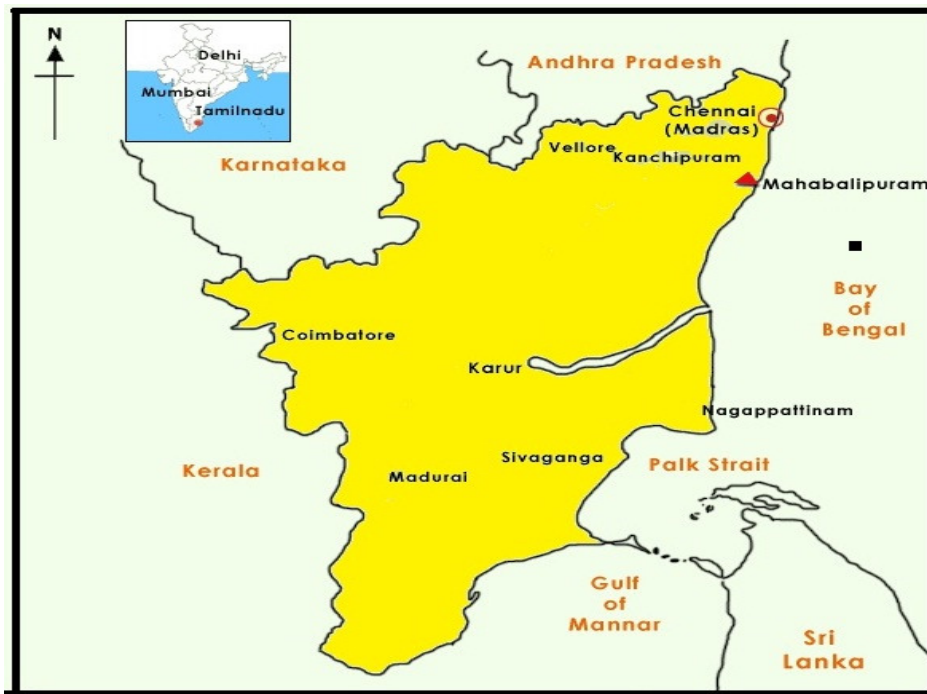 N
Delhi
Mumbai
Tamilnadu
Andhra Pradesh
Karnataka
Chennai
(Madras)
Vellore
Kanchipuram
Mahabalipuram
Bay
of
Bengal
Coimbatore
Karur
Nagappattinam
Kerala
Sivaganga
Palk Strait
Madurai
Gulf
of
Mannar
Sri
Lanka